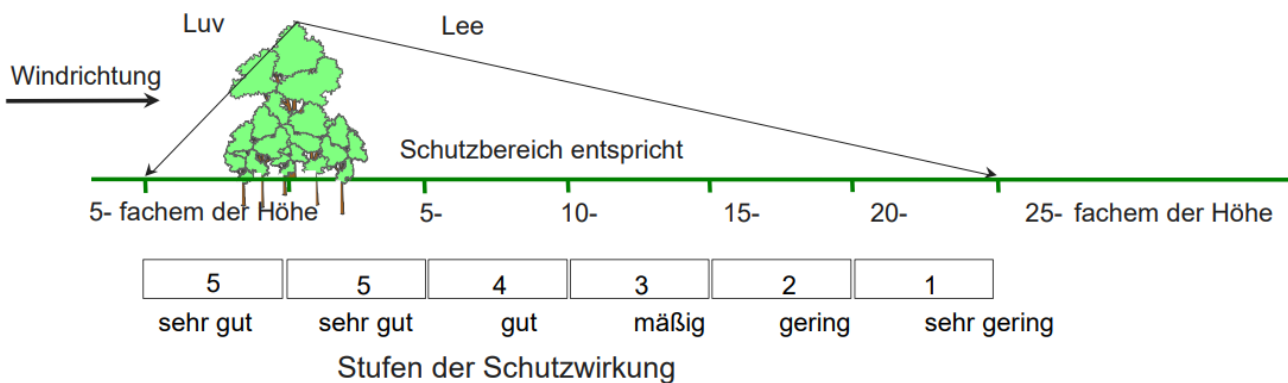 Luv Lee
Windrichtung
Schutzbereich entspricht
5- fachem der Höhe 5- 10- 15- 20- 25- fachem der Höhe
5 5 4 3 2 1
sehr gut sehr gut gut mäßig gering sehr gering
Stufen der Schutzwirkung